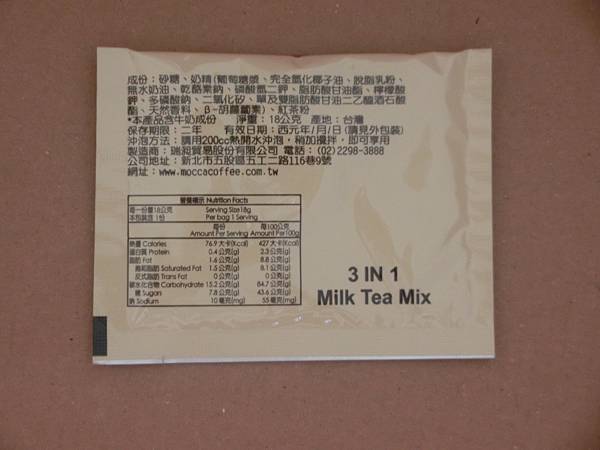 成份：砂糖、奶精(葡萄糖漿、完全氫化椰子油、脫脂乳粉、
無水奶油、乾酪素鈉、磷酸氫二鉀、脂肪酸甘油酯、檸檬酸
鉀、多磷酸鈉、二氧化矽、單及雙脂肪酸甘油二乙醯酒石酸
酯、天然香料、β-胡蘿蔔素)、紅茶粉
*本產品含牛奶成份 淨重：18公克 產地：台灣
保存期限：二年 有效日期：西元年/月/日(請見外包裝)
沖泡方法：請用200cc熱開水沖泡，稍加攪拌，即可享用
製造商：瑞潤貿易股份有限公司 電話：(02)2298-3888
公司地址：新北市五股區五工二路116巷9號
網址：www.moccacoffee.com.tw
營養標示 Nutrition Facts
每一份量18公克 Serving Size18g
本包裝含 1份 Per bag 1 Serving
每份 每100公克
Amount Per Serving Amount Per100g
熱量 Calories 76.9 大卡(Kcal) 427 大卡(Kcal)
蛋白質 Protein 0.4 公克(g) 2.3 公克(g)
脂肪 Fat 1.6 公克(g) 8.8 公克(g)
飽和脂肪 Saturated Fat 1.5 公克(g) 8.1 公克(g)
反式脂肪 Trans Fat 0 公克(g) 0 公克(g)
碳水化合物 Carbohydrate 15.2 公克(g) 84.7 公克(g)
糖 Sugan 7.8 公克(g) 43.6 公克(g)
鈉 Sodium 10 毫克(mg) 55 毫克(mg)
3 IN 1
Milk Tea Mix